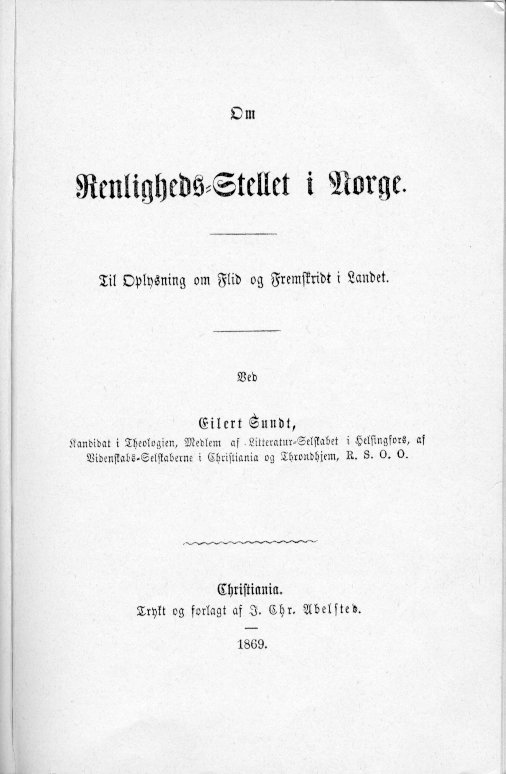 Om
Renligheds-Stellet i Norge.
Til Oplysning om Flid og Fremskridt i Landet.
Ved
Eilert Sundt,
Kandidat i Theologien, Medlem af Litteratur-Selskabet i Helsingfors, af
Videnskabs-Selskaberne i Christiania og Throndhjem, R. S. O. O.
Christiania.
Trykt og forlagt af J. Chr. Abelsted.
1869.